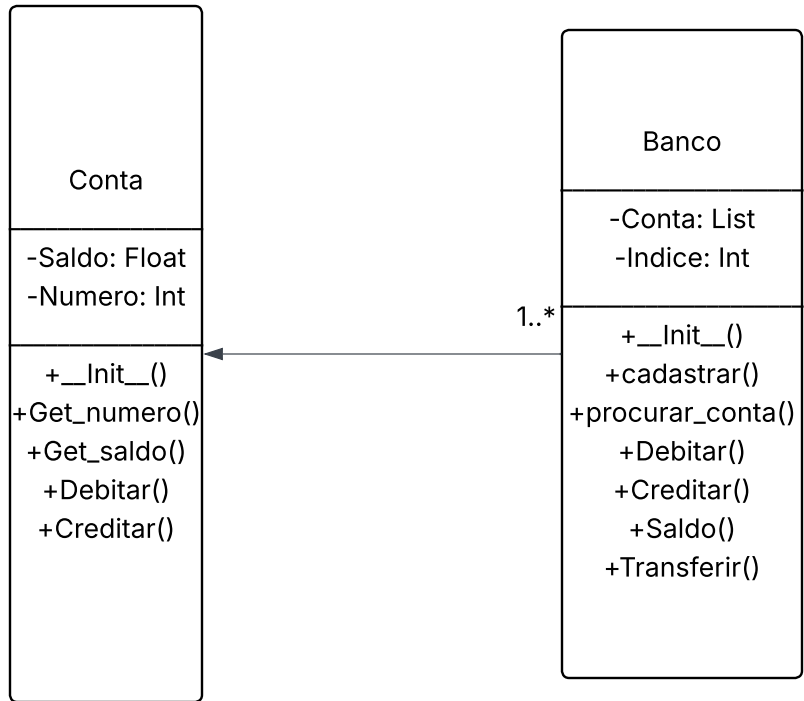 Conta
-Saldo: Float
-Numero: Int
+__Init__()
+Get_numero()
+Get_saldo()
+Debitar()
+Creditar()
1..*
Banco
-Conta: List
-Indice: Int
+__Init__()
+cadastrar()
+procurar_conta()
+Debitar()
+Creditar()
+Saldo()
+Transferir()